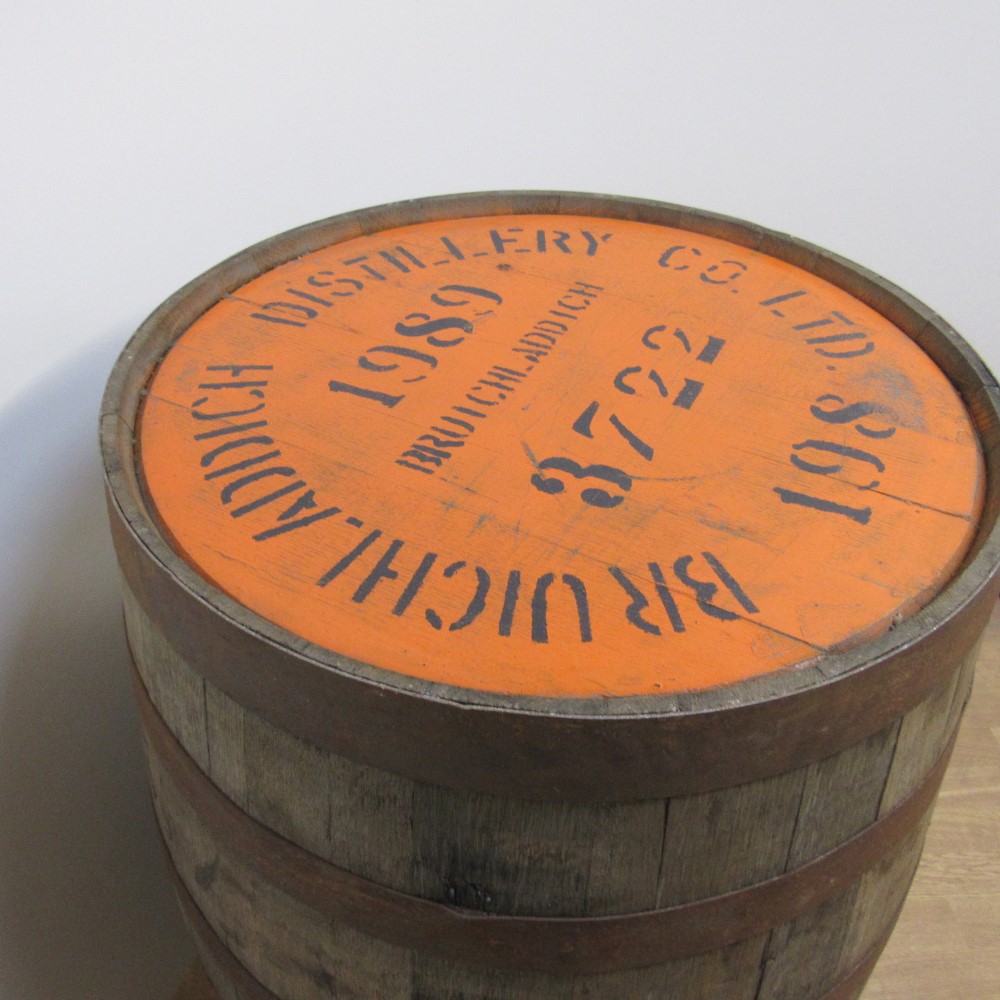 BRUICHLADDICH DISTILLERY CO. LTD.
1989
BRUICHLADDICH
3722
198